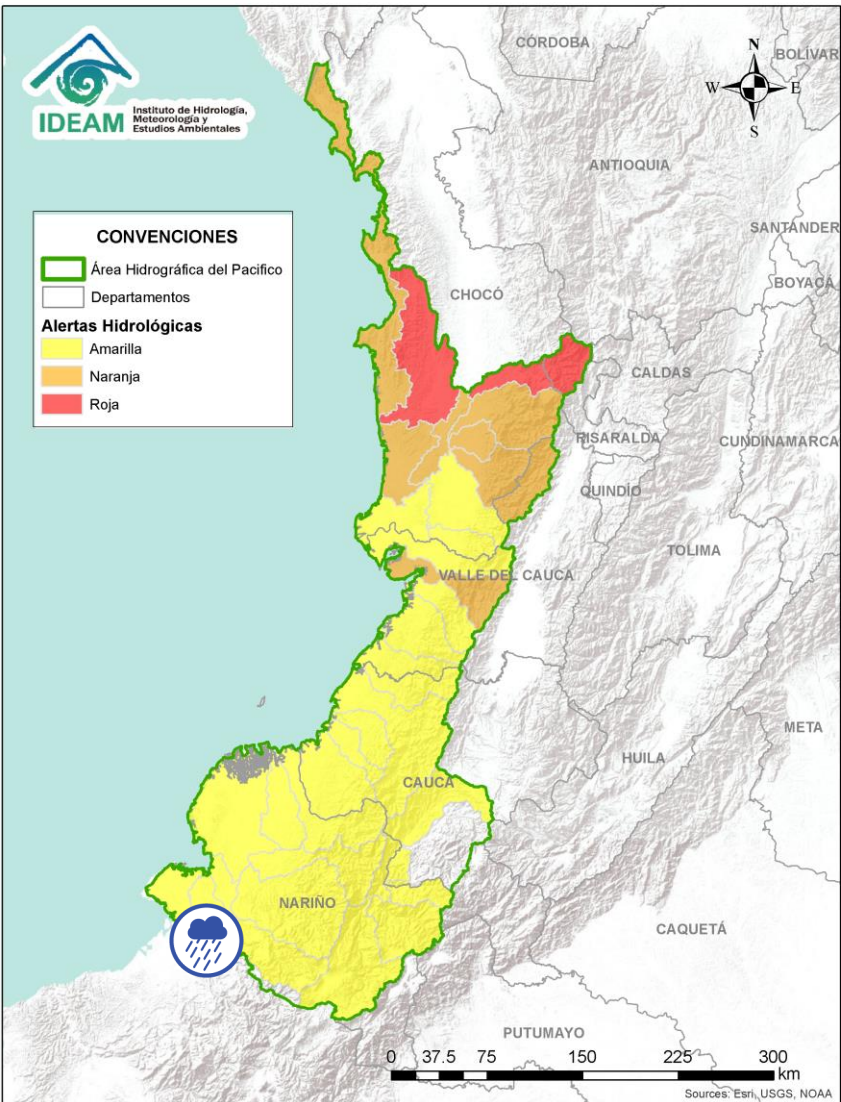 IDEAM
Instituto de Hidrología,
Meteorología y
Estudios Ambientales
N
W E
S
CÓRDOBA
BOLIVAR
ANTIOQUIA
SANTANDER
BOYACÁ
CHOCÓ
CALDAS
RISARALDA
CUNDINAMARCA
QUINDÍO
TOLIMA
VALLE DEL CAUCA
META
HUILA
CAUCA
NARIÑO
CAQUETÁ
PUTUMAYO
CONVENCIONES
Área Hidrográfica del Pacifico
Departamentos
Alertas Hidrológicas
Amarilla
Naranja
Roja
0 37.5 75 150 225 300
km
Sources: Esri, USGS, NOAA